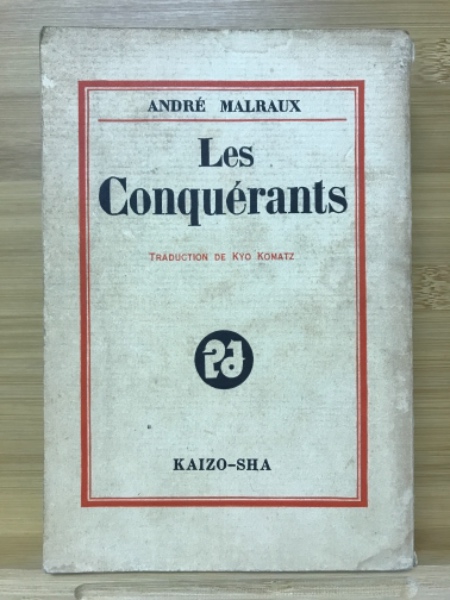 ANDRÉ MALRAUX
Les
Conquérants
TRADUCTION DE KYO KOMATZ
KAIZO-SHA